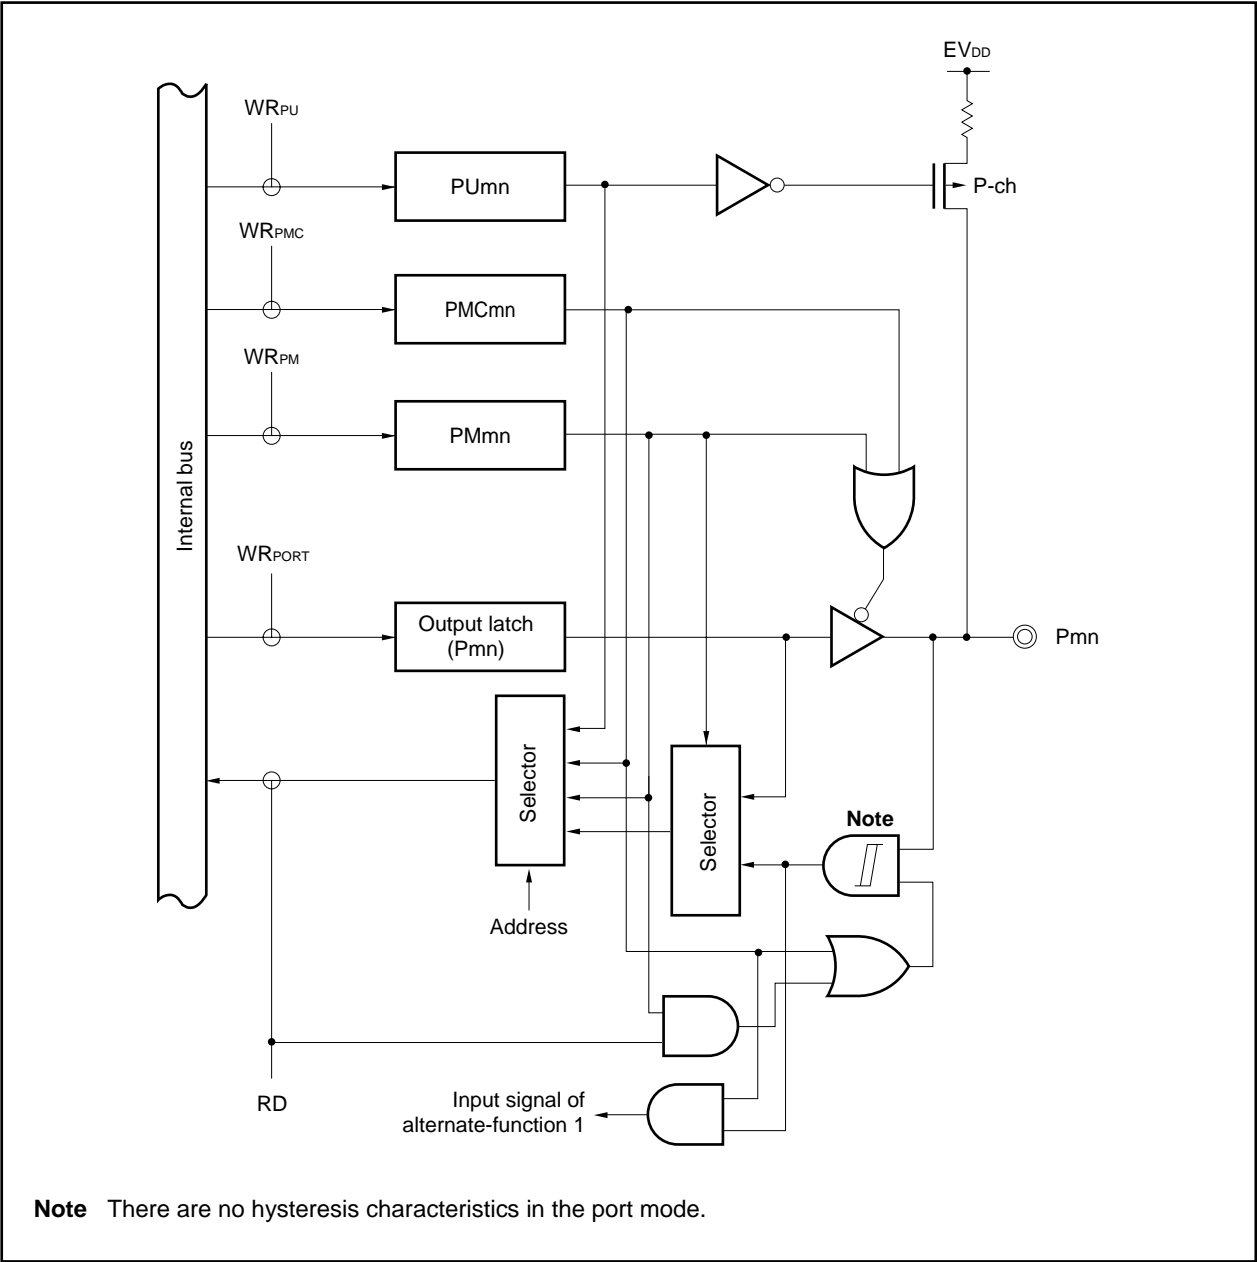 EVDD
WRPU
PUmn
P-ch
WRPMC
PMCmn
WRPM
PMmn
Internal bus
WRPORT
Output latch
(Pmn)
Pmn
Selector
Selector
Note
Address
RD
Input signal of
alternate-function 1
Note There are no hysteresis characteristics in the port mode.